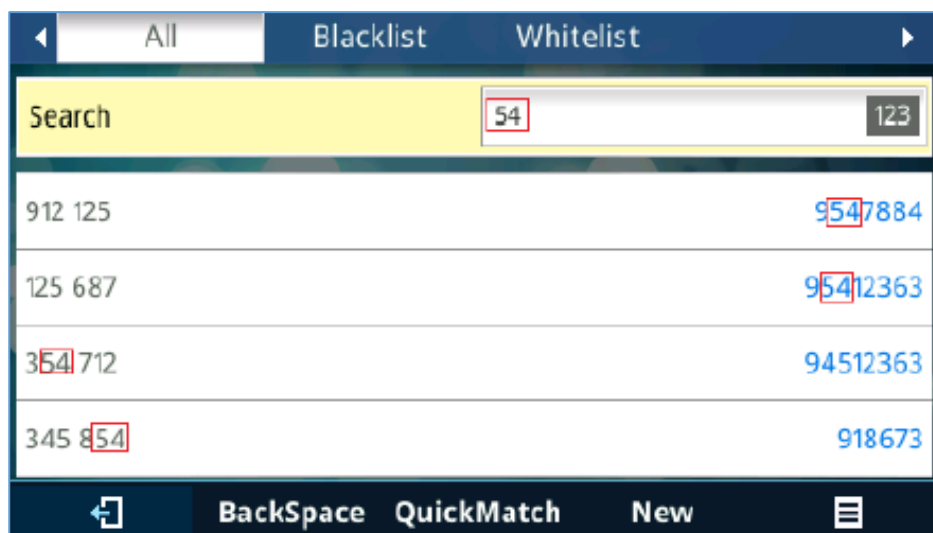 All Blacklist Whitelist
Search 54 123
912 125 9547884
125 687 95412363
354 712 94512363
345 854 918673
BackSpace QuickMatch New